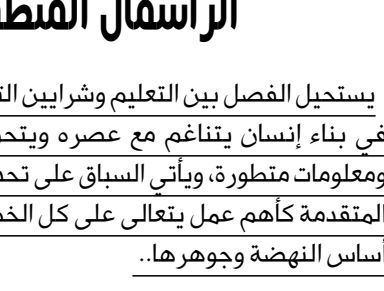 الرأسمال
يستحيل الفصل بين التعليم وشرايين
في بناء إنسان يتناغم مع عصره
ومعلومات متطورة، ويأتي السباق على
المتقدمة كأهم عمل يتعالى على كل
أساس النهضة وجوهرها..